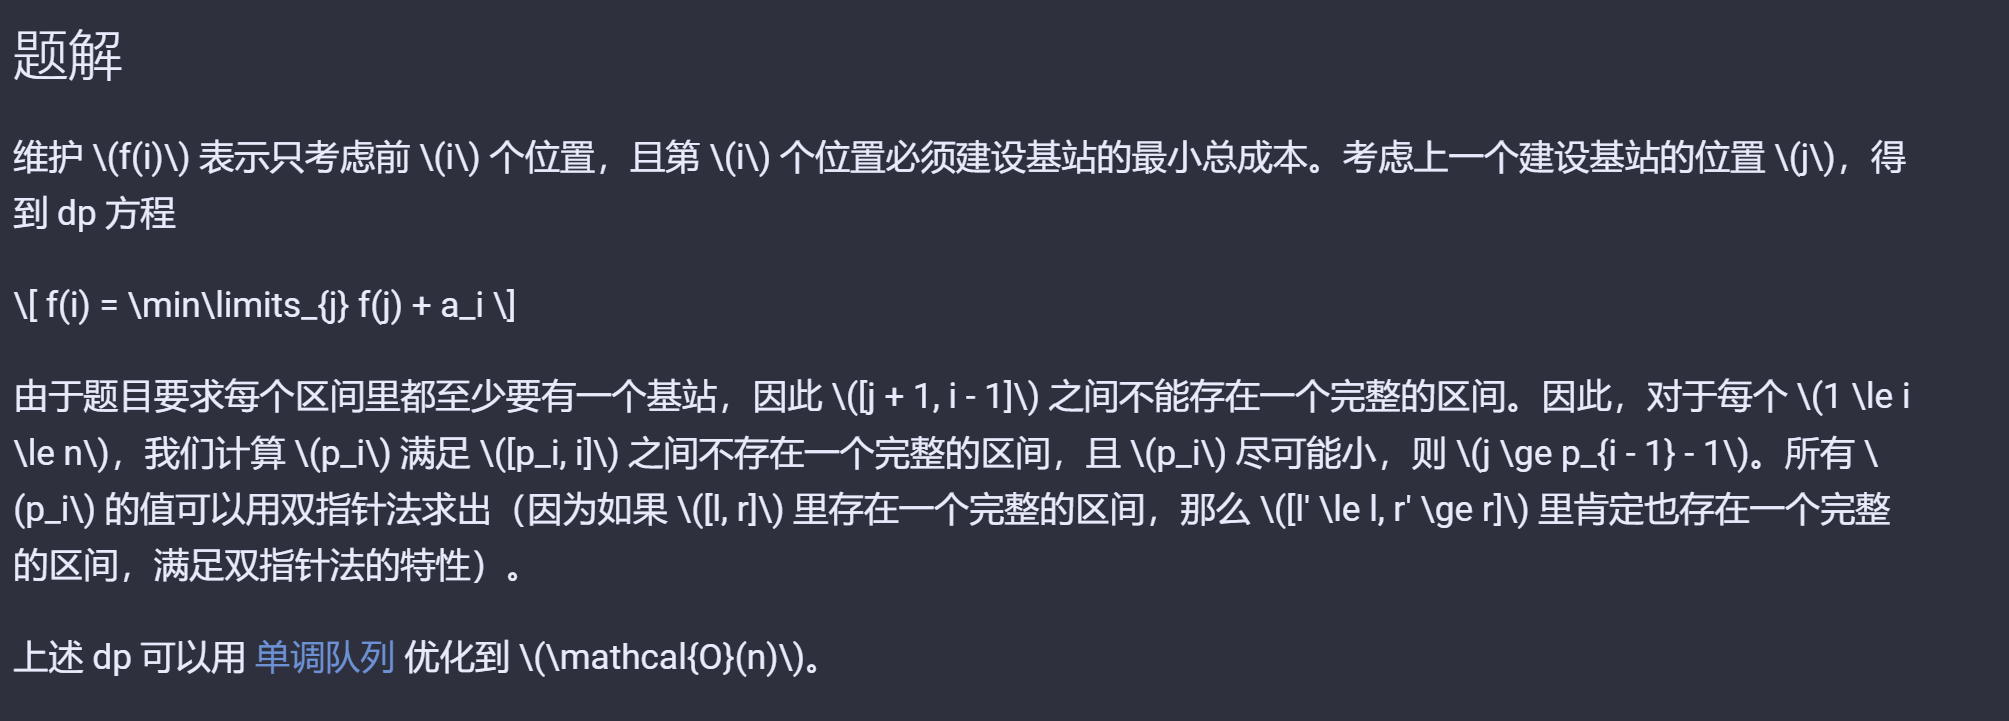 题解
维护 \(f(i)\) 表示只考虑前 \(i\) 个位置，且第 \(i\) 个位置必须建设基站的最小总成本。考虑上一个建设基站的位置 \(j\)，得
到 dp 方程
\[ f(i) = \min\limits_{j} f(j) + a_i \]
由于题目要求每个区间里都至少要有一个基站，因此 \([j + 1, i - 1]\) 之间不能存在一个完整的区间。因此，对于每个 \(1 \le i
\le n\)，我们计算 \(p_i\) 满足 \([p_i, i]\) 之间不存在一个完整的区间，且 \(p_i\) 尽可能小，则 \(j \ge p_{i - 1} - 1\)。所有 \
(p_i\) 的值可以用双指针法求出（因为如果 \([l, r]\) 里存在一个完整的区间，那么 \([l' \le l, r' \ge r]\) 里肯定也存在一个完整
的区间，满足双指针法的特性）。
上述 dp 可以用 单调队列 优化到 \(\mathcal{O}(n)\)。